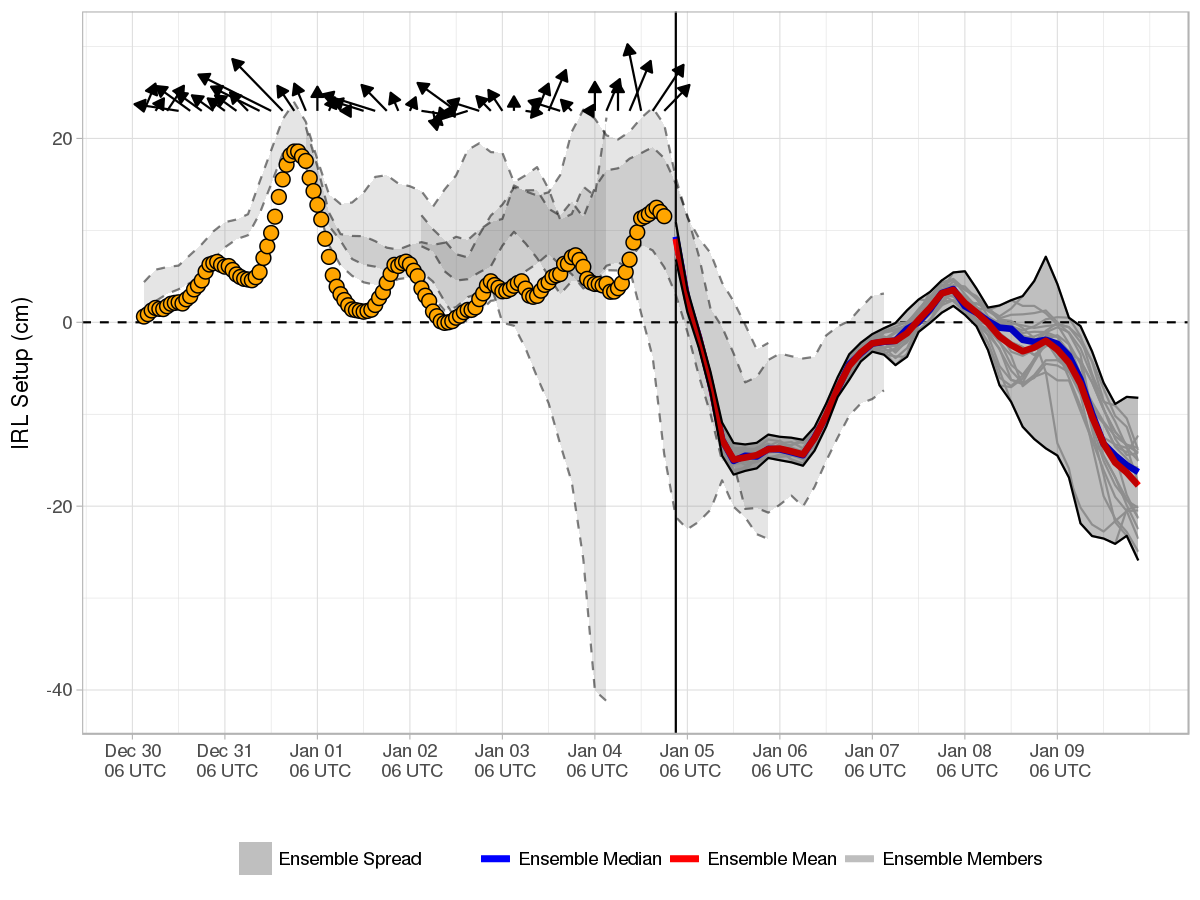 IRL Setup (cm)
20
0
-20
-40
Dec 30 Dec 31 Jan 01 Jan 02 Jan 03 Jan 04 Jan 05 Jan 06 Jan 07 Jan 08 Jan 09
06 UTC 06 UTC 06 UTC 06 UTC 06 UTC 06 UTC 06 UTC 06 UTC 06 UTC 06 UTC 06 UTC
Ensemble Spread Ensemble Median Ensemble Mean Ensemble Members